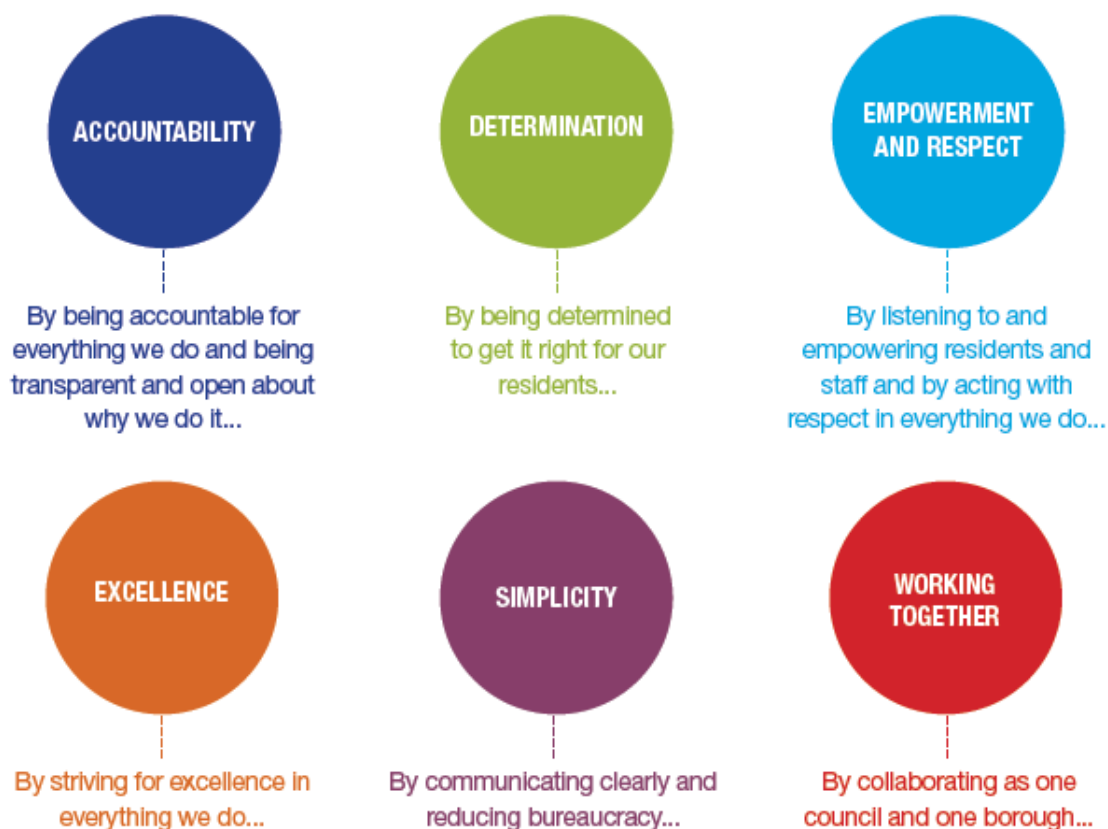 ACCOUNTABILITY
By being accountable for
everything we do and being
transparent and open about
why we do it...
DETERMINATION
By being determined
to get it right for our
residents...
EMPOWERMENT
AND RESPECT
By listening to and
empowering residents and
staff and by acting with
respect in everything we do...
EXCELLENCE
By striving for excellence in
everything we do...
SIMPLICITY
By communicating clearly and
reducing bureaucracy...
WORKING
TOGETHER
By collaborating as one
council and one borough...